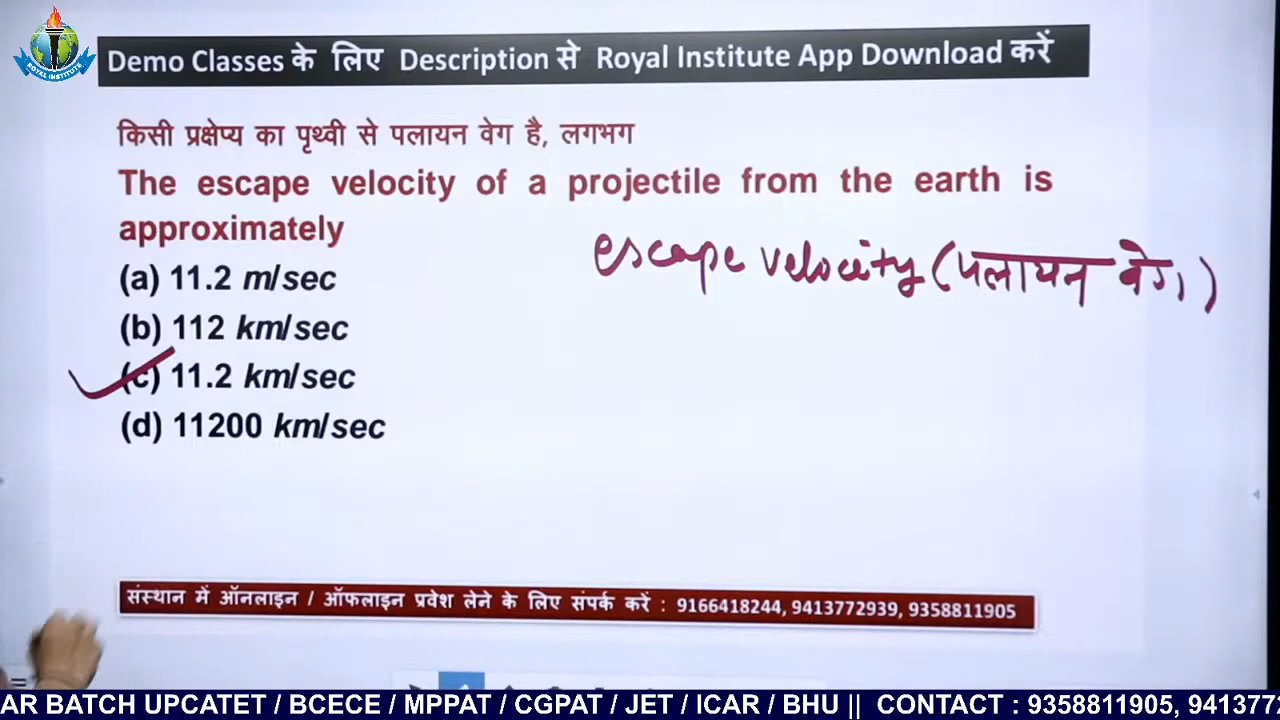 ROYAL INSTITUTE
Demo Classes के लिए Description से Royal Institute App Download करें
किसी प्रक्षेप्य का पृथ्वी से पलायन वेग है, लगभग
The escape velocity of a projectile from the earth is
approximately
escape velocity (पलायन वेग)
(a) 11.2 m/sec
(b) 112 km/sec
(c) 11.2 km/sec
(d) 11200 km/sec
संस्थान में ऑनलाइन / ऑफलाइन प्रवेश लेने के लिए संपर्क करें : 9166418244, 9413772939, 9358811905
AR BATCH UPCATET / BCECE / MPPAT / CGPAT / JET / ICAR / BHU || CONTACT : 9358811905, 941377